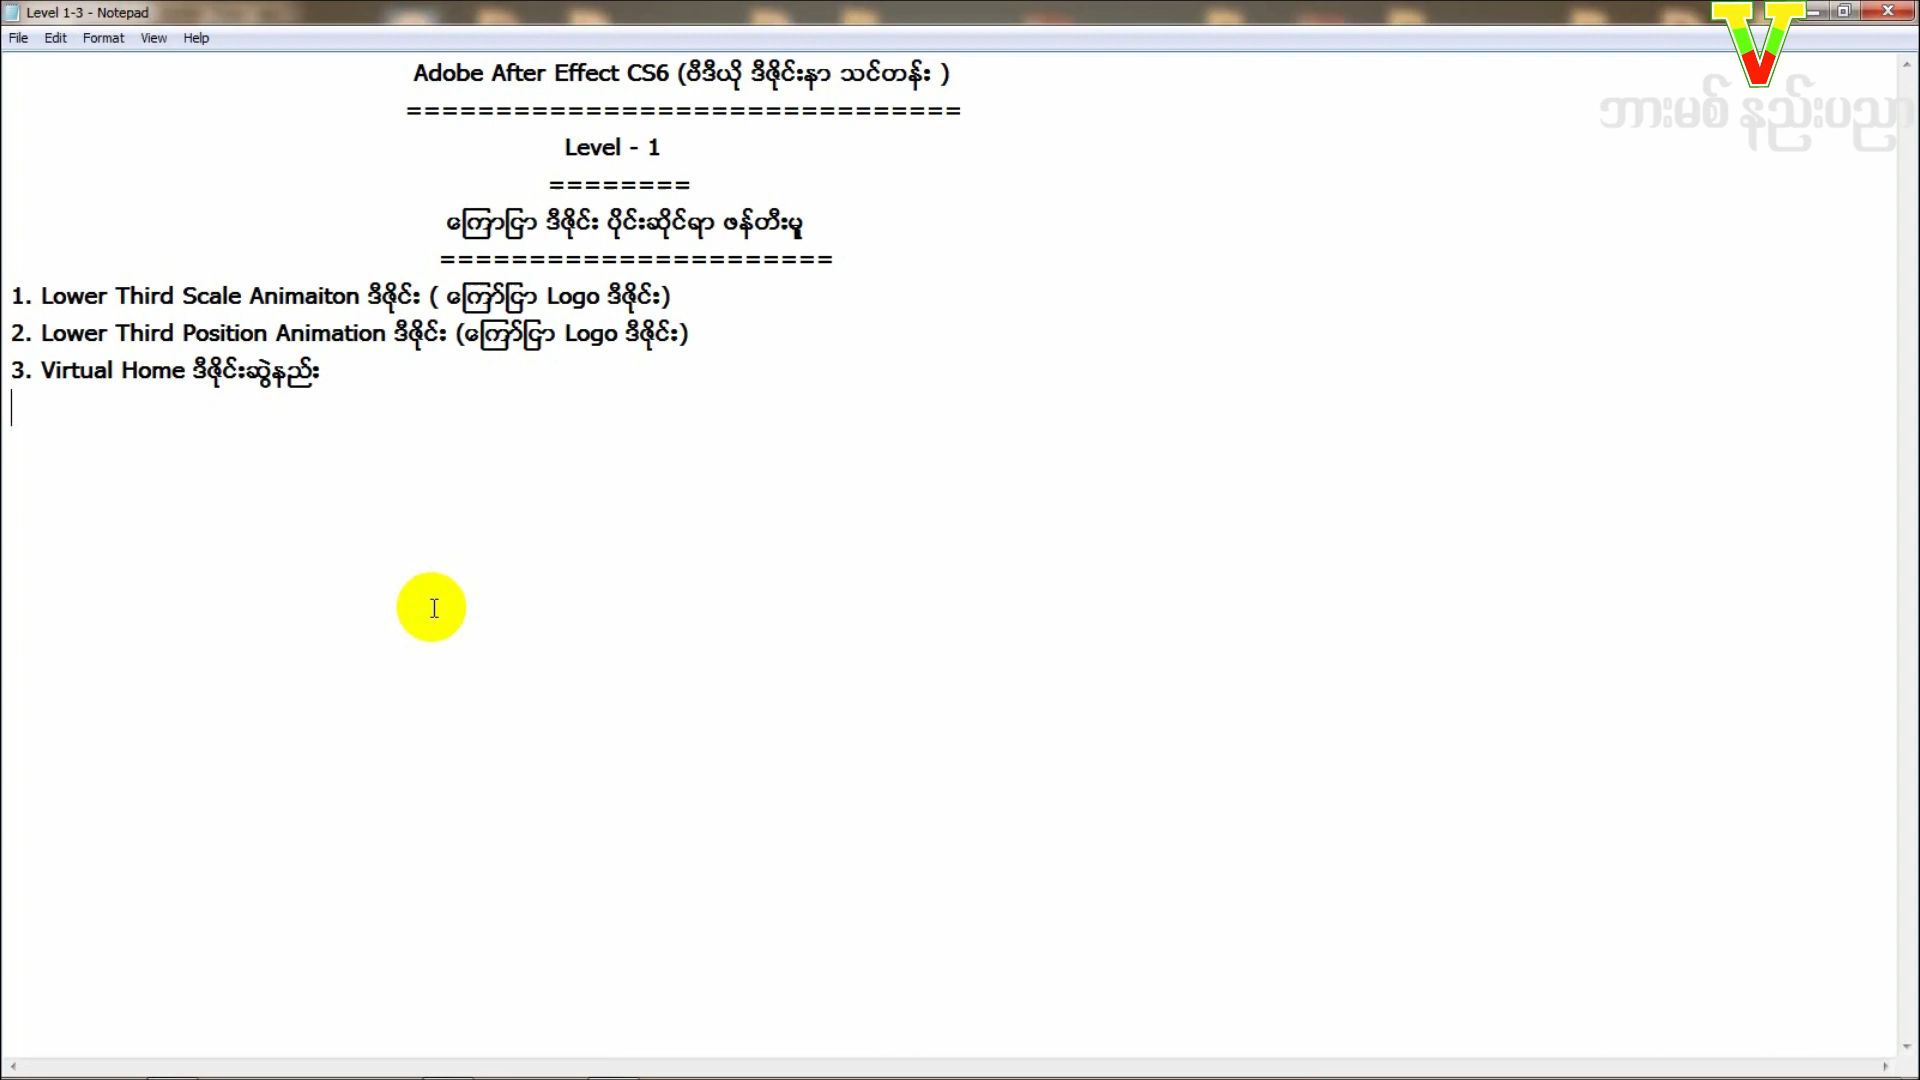 Level 1-3 - Notepad
File Edit Format View Help
V
ဘားမစ် နည်းပညာ
Adobe After Effect CS6 (ဗီဒီယို ဒီဇိုင်းနာ သင်တန်း )
===============================
Level - 1
========
ကြောငြာ ဒီဇိုင်း ပိုင်းဆိုင်ရာ ဖန်တီးမှု
======================
1. Lower Third Scale Animaiton ဒီဇိုင်း ( ကြော်ငြာ Logo ဒီဇိုင်း)
2. Lower Third Position Animation ဒီဇိုင်း (ကြော်ငြာ Logo ဒီဇိုင်း)
3. Virtual Home ဒီဇိုင်းဆွဲနည်း